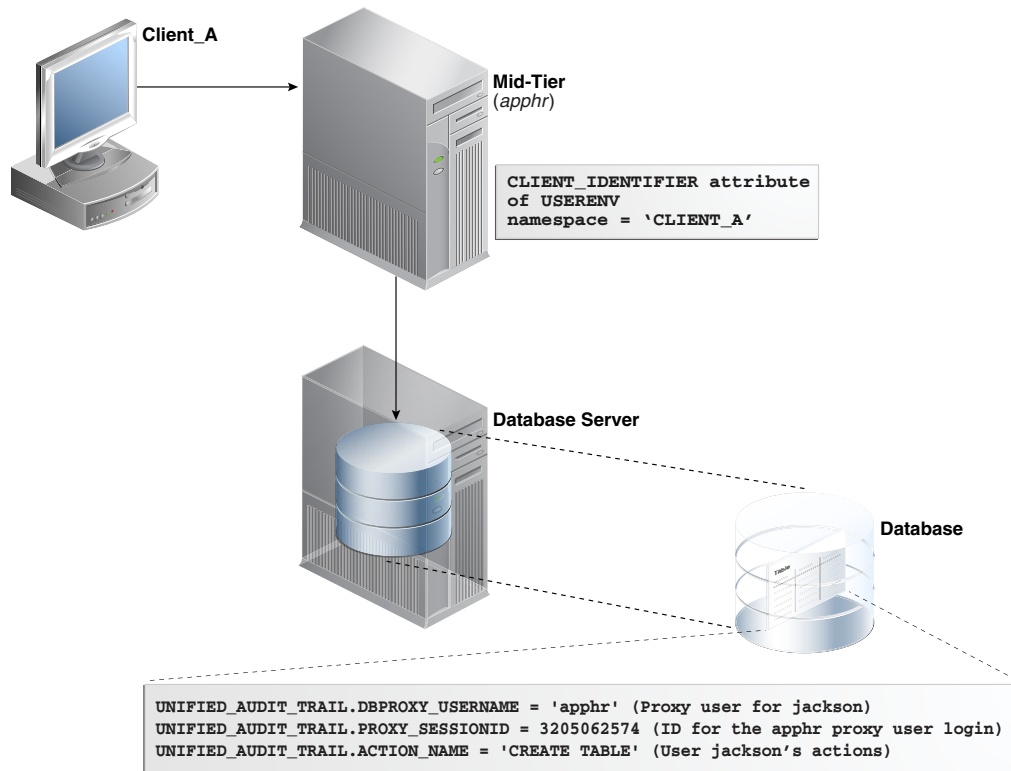 Client_A
Mid-Tier
(apphr)
CLIENT_IDENTIFIER attribute
of USERENV
namespace = ‘CLIENT_A’
Database Server
Database
Table
UNIFIED_AUDIT_TRAIL.DBPROXY_USERNAME = 'apphr' (Proxy user for jackson)
UNIFIED_AUDIT_TRAIL.PROXY_SESSIONID = 3205062574 (ID for the apphr proxy user login)
UNIFIED_AUDIT_TRAIL.ACTION_NAME = 'CREATE TABLE' (User jackson’s actions)